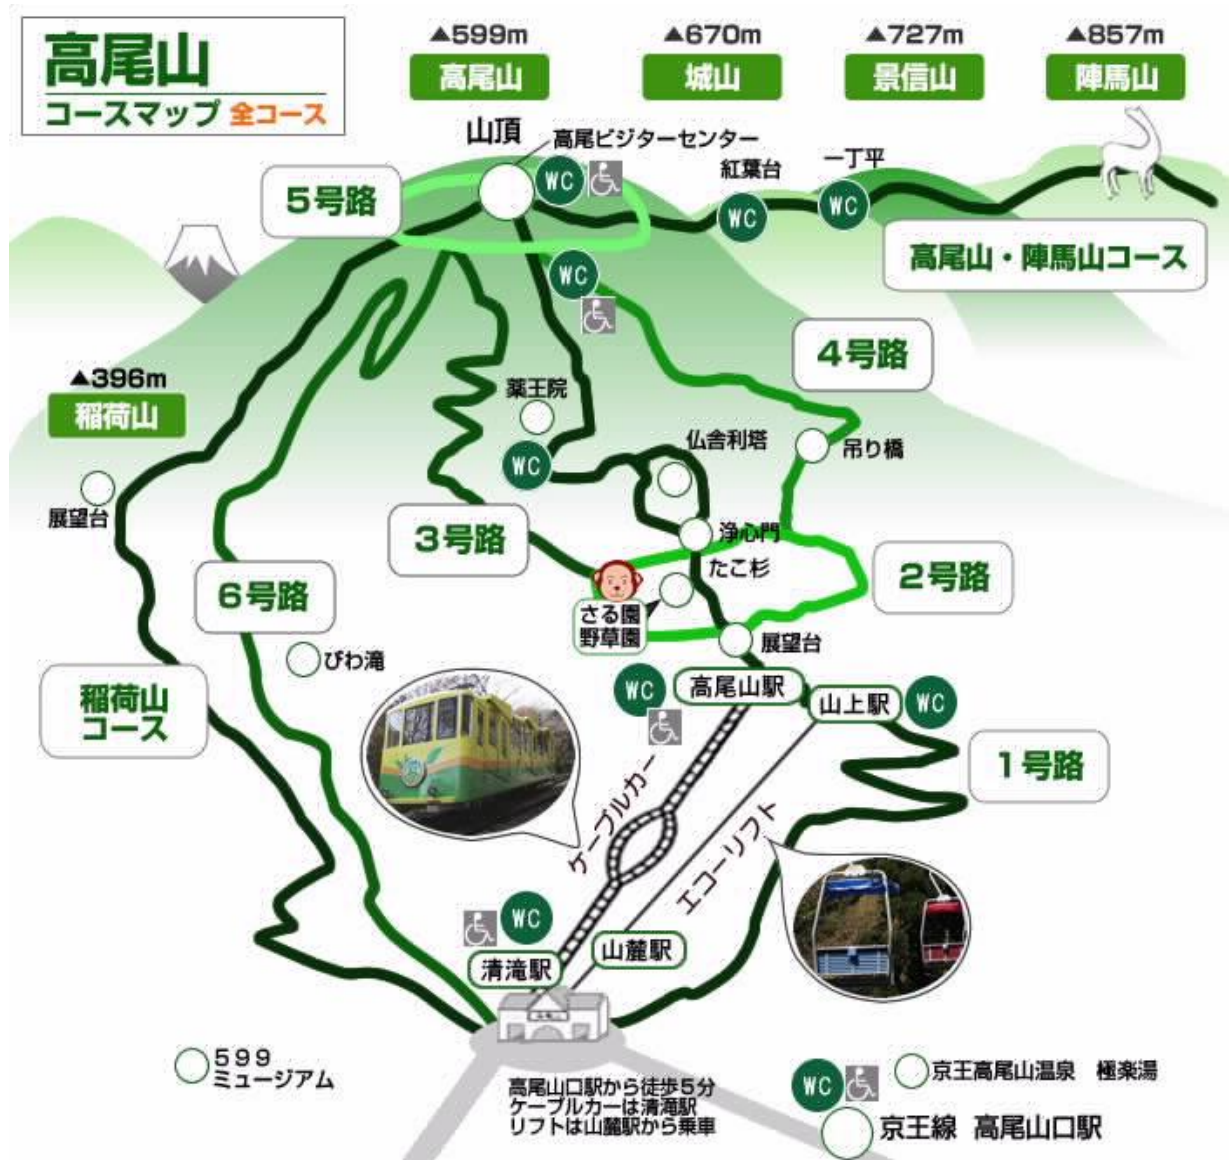 高尾山
コースマップ 全コース
▲599m
高尾山
▲670m
城山
▲727m
景信山
▲857m
陣馬山
山頂
高尾ビジターセンター
WC
紅葉台
WC
一丁平
WC
5号路
高尾山・陣馬山コース
WC
4号路
▲396m
稲荷山
展望台
薬王院
WC
仏舎利塔
吊り橋
3号路
浄心門
たこ杉
2号路
6号路
さる園
野草園
展望台
びわ滝
稲荷山
コース
WC
高尾山駅
山上駅
WC
1号路
ケーブルカー
エコーリフト
WC
清滝駅
山麓駅
599
ミュージアム
高尾山口駅から徒歩5分
ケーブルカーは清滝駅
リフトは山麓駅から乗車
WC
京王高尾山温泉 極楽湯
京王線 高尾山口駅